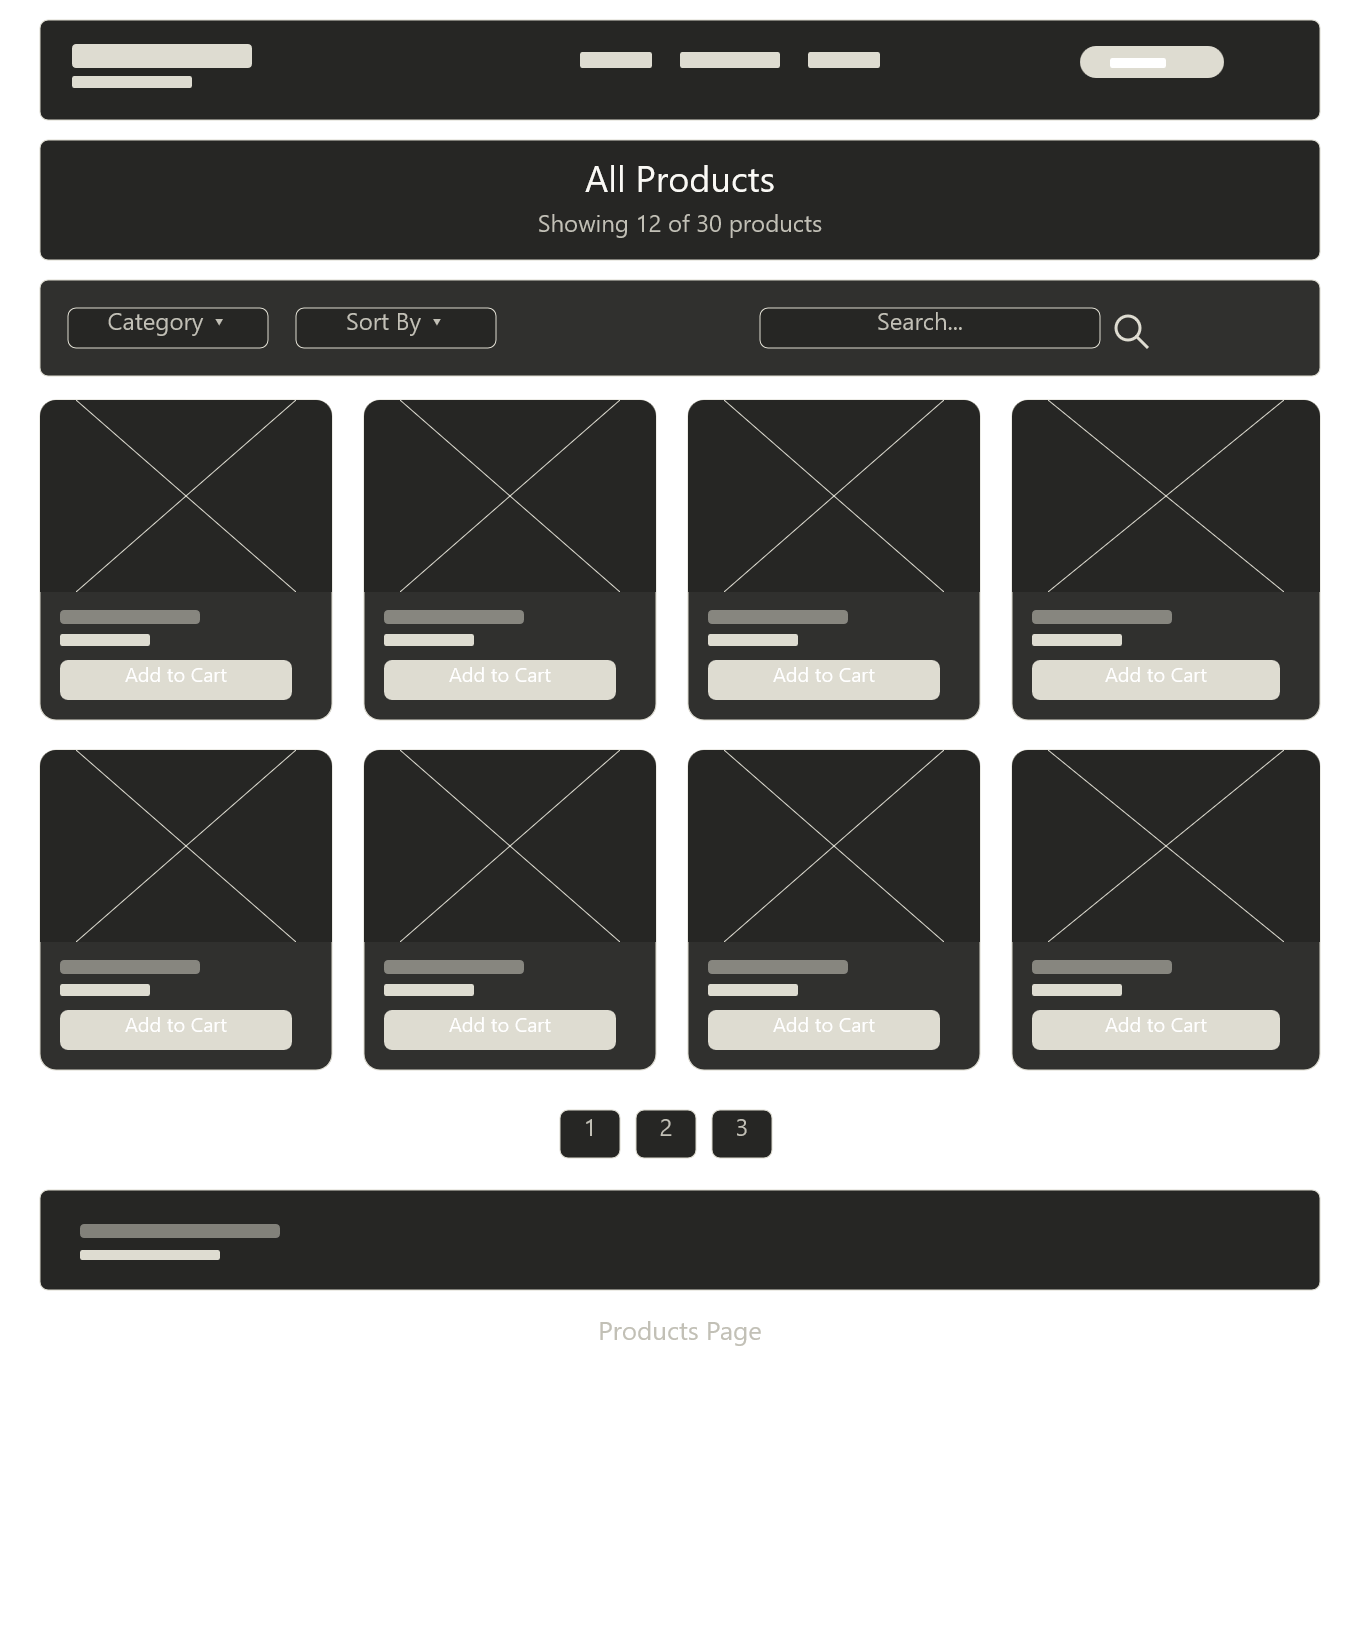 All Products
Showing 12 of 30 products
Category ▾
Sort By ▾
Search...
Add to Cart
Add to Cart
Add to Cart
Add to Cart
Add to Cart
Add to Cart
Add to Cart
Add to Cart
1
2
3
Products Page